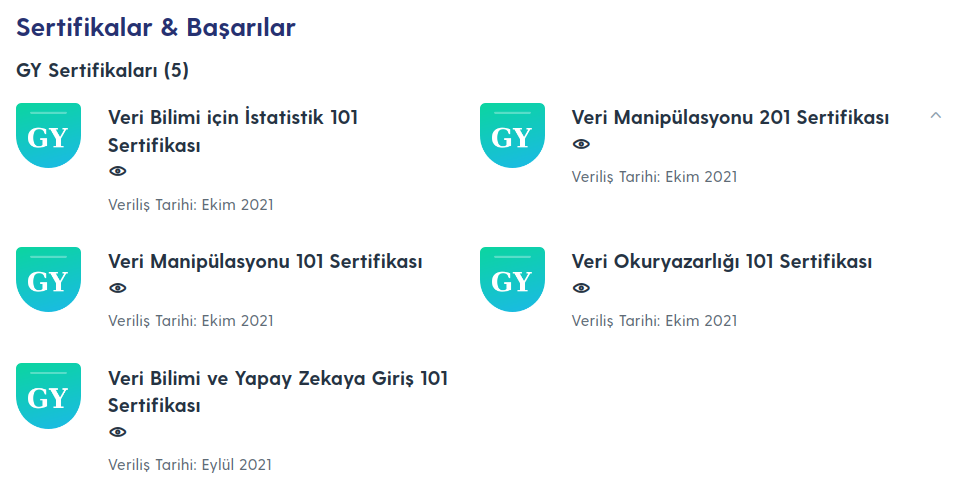 Sertifikalar & Başarılar
GY Sertifikaları (5)
GY
Veri Bilimi için İstatistik 101
Sertifikası
Veriliş Tarihi: Ekim 2021
GY
Veri Manipülasyonu 201 Sertifikası
Veriliş Tarihi: Ekim 2021
GY
Veri Manipülasyonu 101 Sertifikası
Veriliş Tarihi: Ekim 2021
GY
Veri Okuryazarlığı 101 Sertifikası
Veriliş Tarihi: Ekim 2021
GY
Veri Bilimi ve Yapay Zekaya Giriş 101
Sertifikası
Veriliş Tarihi: Eylül 2021